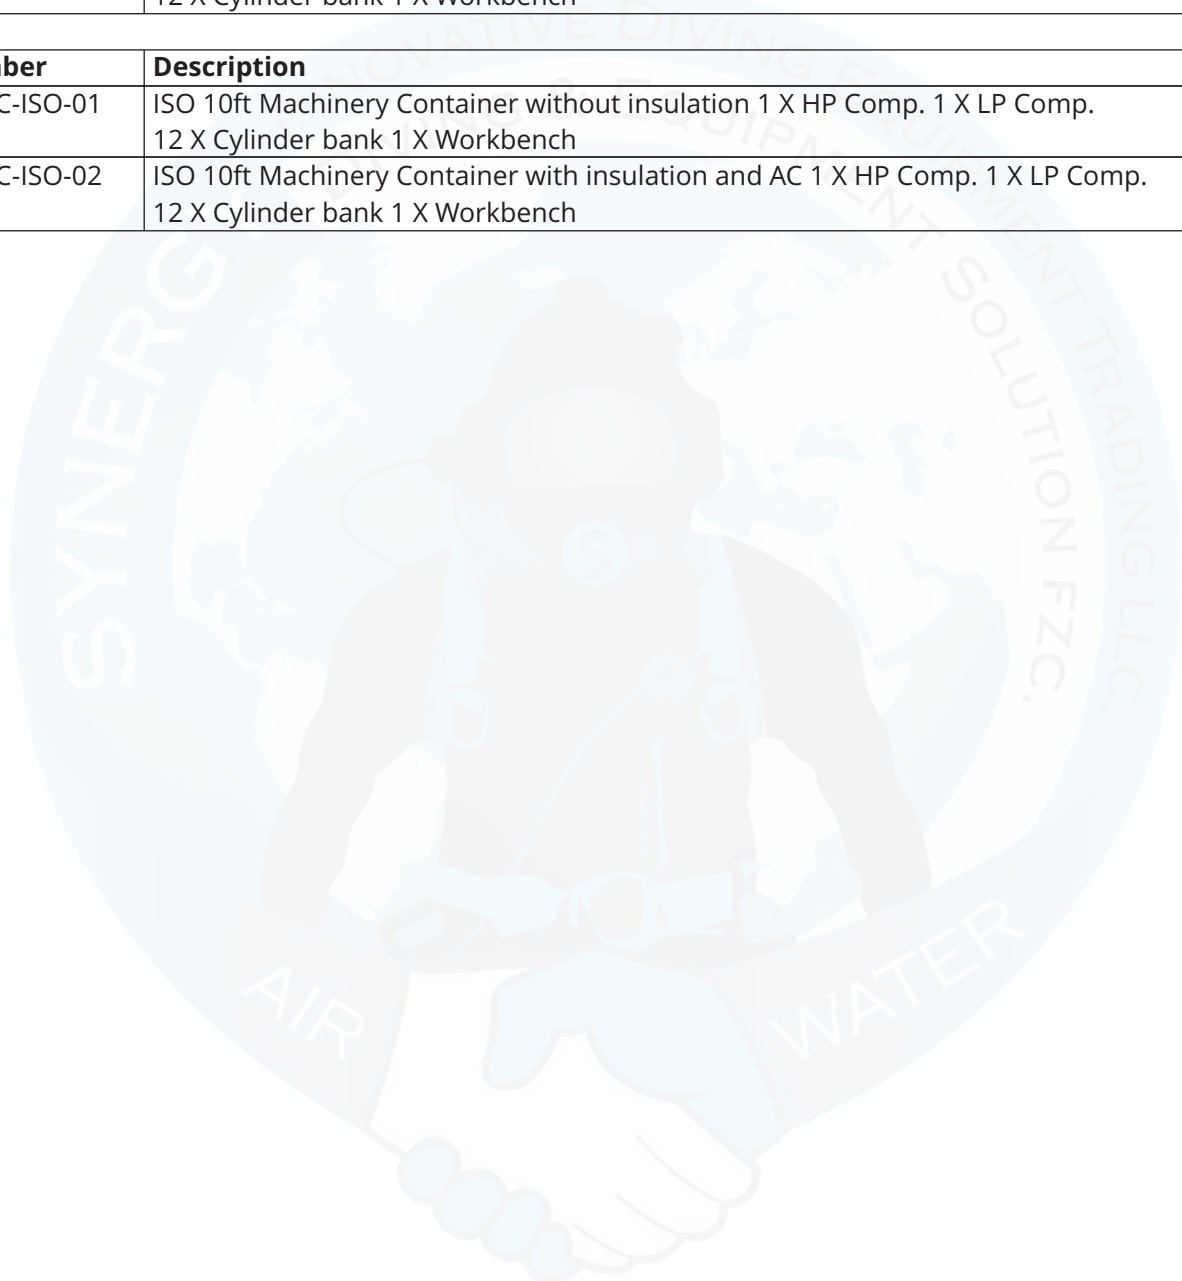 12 X Cylinder bank 1 X Workbench
ber Description
C-ISO-01 ISO 10ft Machinery Container without insulation 1 X HP Comp. 1 X LP Comp.
12 X Cylinder bank 1 X Workbench
C-ISO-02 ISO 10ft Machinery Container with insulation and AC 1 X HP Comp. 1 X LP Comp.
12 X Cylinder bank 1 X Workbench
INNOVATIVE DIVING EQUIPMENT TRADING LLC.
DIVING & EQUIPMENT SOLUTION FZC.
SYNERG
S
AIR
WATER